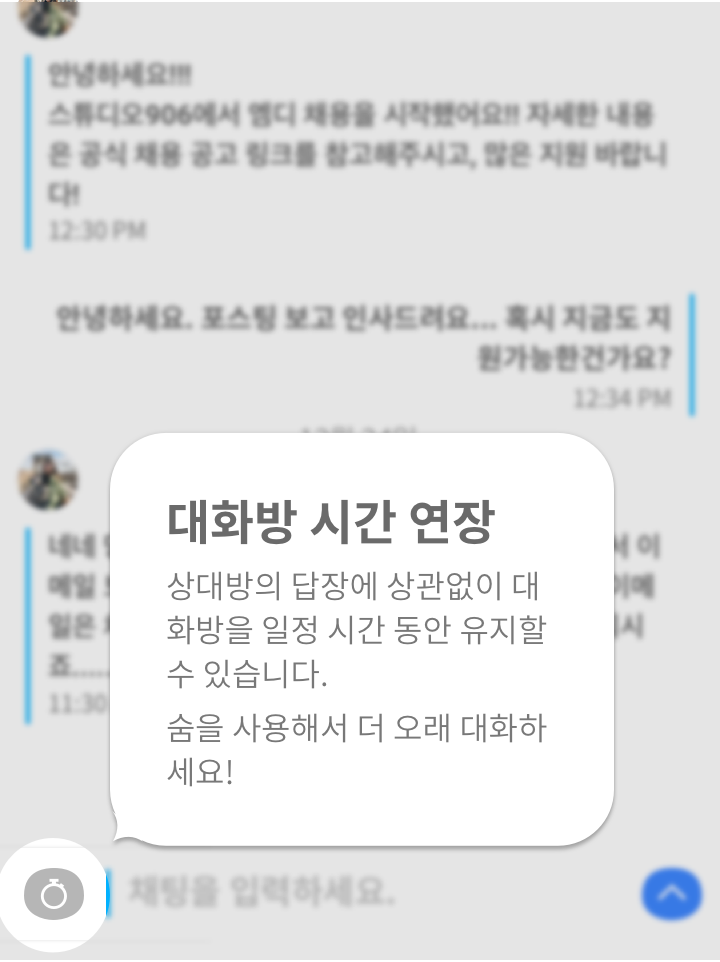 안녕하세요!!!
스튜디오906에서 엠디 채용을 시작했어요!! 자세한 내용
은 공식 채용 공고 링크를 참고해주시고, 많은 지원 바랍니
다!
12:30 PM
안녕하세요. 포스팅 보고 인사드려요... 혹시 지금도 지
원가능한건가요?
12:34 PM
대화방 시간 연장
상대방의 답장에 상관없이 대
화방을 일정 시간 동안 유지할
수 있습니다.
숨을 사용해서 더 오래 대화하
세요!
네네
이
메일
이메
일은
죠.....
11:30
채팅을 입력하세요.